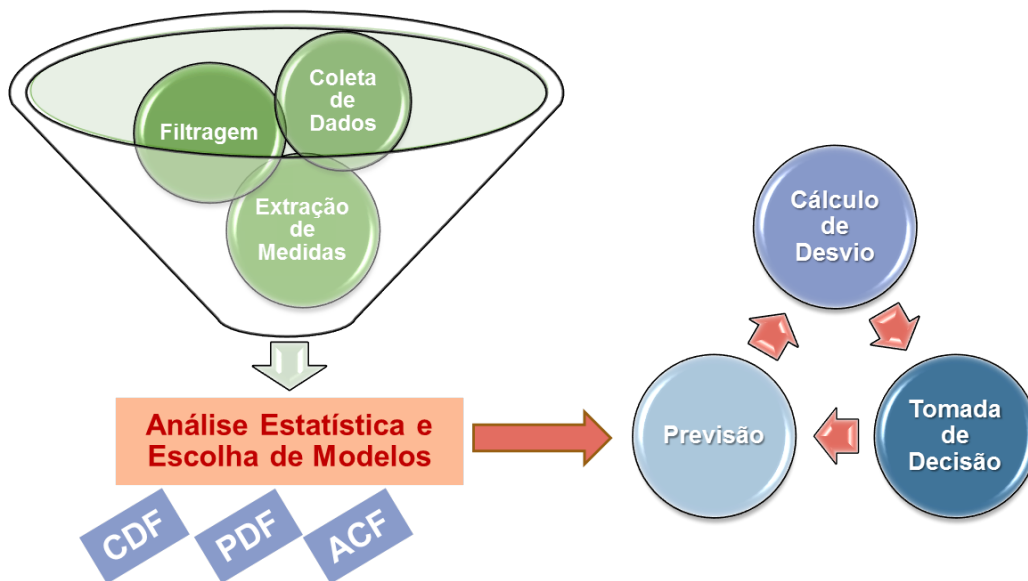 Coleta
de
Dados
Filtragem
Extração
de
Medidas
Análise Estatística e
Escolha de Modelos
CDF
PDF
ACF
Cálculo
de
Desvio
Previsão
Tomada
de
Decisão